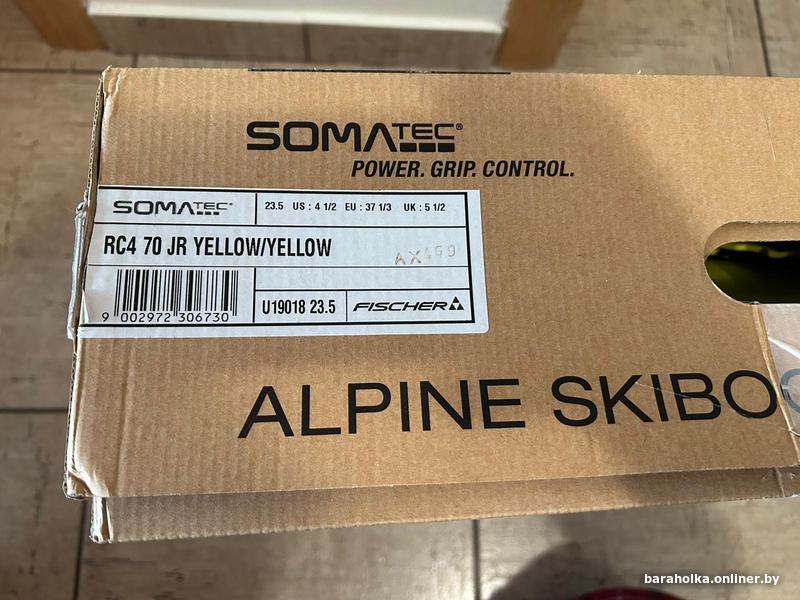 SOMATEC®
POWER. GRIP. CONTROL.
SOMATEC® 23.5 US : 4 1/2 EU : 37 1/3 UK : 5 1/2
RC4 70 JR YELLOW/YELLOW
9 002972 306730 U19018 23.5 FISCHER
ALPINE SKIBOO
baraholka.onliner.by